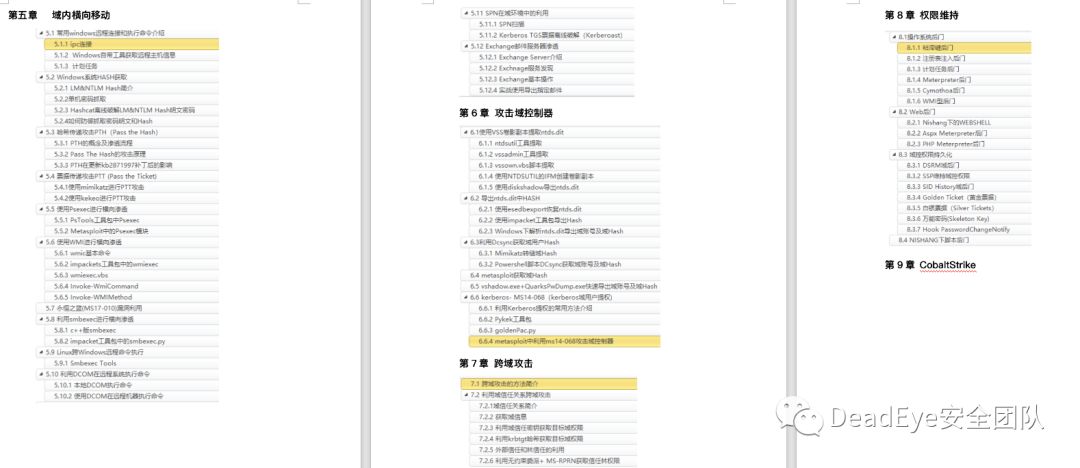 第五章 域内横向移动
5.1 常用windows远程连接和执行命令介绍
5.1.1 ipc连接
5.1.2 Windows自带工具获取远程主机信息
5.1.3 计划任务
5.2 Windows系统HASH获取
5.2.1 LM&NTLM Hash简介
5.2.2单机密码抓取
5.2.3 Hashcat离线破解LM&NTLM Hash明文密码
5.2.4如何防御抓取密码明文和Hash
5.3 哈希传递攻击PTH（Pass the Hash）
5.3.1 PTH的概念及渗透流程
5.3.2 Pass The Hash的攻击原理
5.3.3 PTH在更新kb2871997补丁后的影响
5.4 票据传递攻击PTT (Pass the Ticket)
5.4.1使用mimikatz进行PTT攻击
5.4.2使用kekeo进行PTT攻击
5.5 使用Psexec进行横向渗透
5.5.1 PsTools工具包中Psexec
5.5.2 Metasploit中的Psexec模块
5.6 使用WMI进行横向渗透
5.6.1 wmic基本命令
5.6.2 impackets工具包中的wmiexec
5.6.3 wmiexec.vbs
5.6.4 Invoke-WmiCommand
5.6.5 Invoke-WMIMethod
5.7 永恒之蓝(MS17-010)漏洞利用
5.8 利用smbexec进行横向渗透
5.8.1 c++版smbexec
5.8.2 impacket工具包中的smbexec.py
5.9 Linux跨Windows远程命令执行
5.9.1 Smbexec Tools
5.10 利用DCOM在远程系统执行命令
5.10.1 本地DCOM执行命令
5.10.2 使用DCOM在远程机器执行命令
5.11 SPN在域环境中的利用
5.11.1 SPN扫描
5.11.2 Kerberos TGS票据离线破解（Kerberoast）
5.12 Exchange邮件服务器渗透
5.12.1 Exchange Server介绍
5.12.2 Exchnage服务发现
5.12.3 Exchange基本操作
5.12.4 实战使用导出指定邮件
第 6 章 攻击域控制器
6.1使用VSS卷影副本提取ntds.dit
6.1.1 ntdsutil工具提取
6.1.2 vssadmin工具提取
6.1.3 vssown.vbs脚本提取
6.1.4 使用NTDSUTIL的IFM创建卷影副本
6.1.5 使用diskshadow导出ntds.dit
6.2 导出ntds.dit中HASH
6.2.1 使用esedbexport恢复ntds.dit
6.2.2 使用impacket工具包导出Hash
6.2.3 Windows下解析ntds.dit导出域账号及域Hash
6.3利用Dcsync获取域用户Hash
6.3.1 Mimikatz转储域Hash
6.3.2 Powershell脚本DCsync获取域账号及域Hash
6.4 metasploit获取域Hash
6.5 vshadow.exe+QuarksPwDump.exe快速导出域账号及域Hash
6.6 kerberos- MS14-068（kerberos域用户提权)
6.6.1 利用Kerberos提权的常用方法介绍
6.6.2 Pykek工具包
6.6.3 goldenPac.py
6.6.4 metasploit中利用ms14-068攻击域控制器
第 7 章 跨域攻击
7.1 跨域攻击的方法简介
7.2 利用域信任关系跨域攻击
7.2.1域信任关系简介
7.2.2 获取域信息
7.2.3 利用域信任密钥获取目标域权限
7.2.4 利用krbtgt哈希获取目标域权限
7.2.5 外部信任和林信任的利用
7.2.6 利用无约束委派+ MS-RPRN获取信任林权限
第 8 章 权限维持
8.1操作系统后门
8.1.1 粘滞键后门
8.1.2 注册表注入后门
8.1.3 计划任务后门
8.1.4 Meterpreter后门
8.1.5 Cymothoa后门
8.1.6 WMI型后门
8.2 Web后门
8.2.1 Nishang下的WEBSHELL
8.2.2 Aspx Meterpreter后门
8.2.3 PHP Meterpreter后门
8.3 域控权限持久化
8.3.1 DSRM域后门
8.3.2 SSP维持域控权限
8.3.3 SID History域后门
8.3.4 Golden Ticket（黄金票据）
8.3.5 白银票据（Silver Tickets）
8.3.6 万能密码(Skeleton Key)
8.3.7 Hook PasswordChangeNotify
8.4 NISHANG下脚本后门
第 9 章 CobaltStrike
DeadEye安全团队